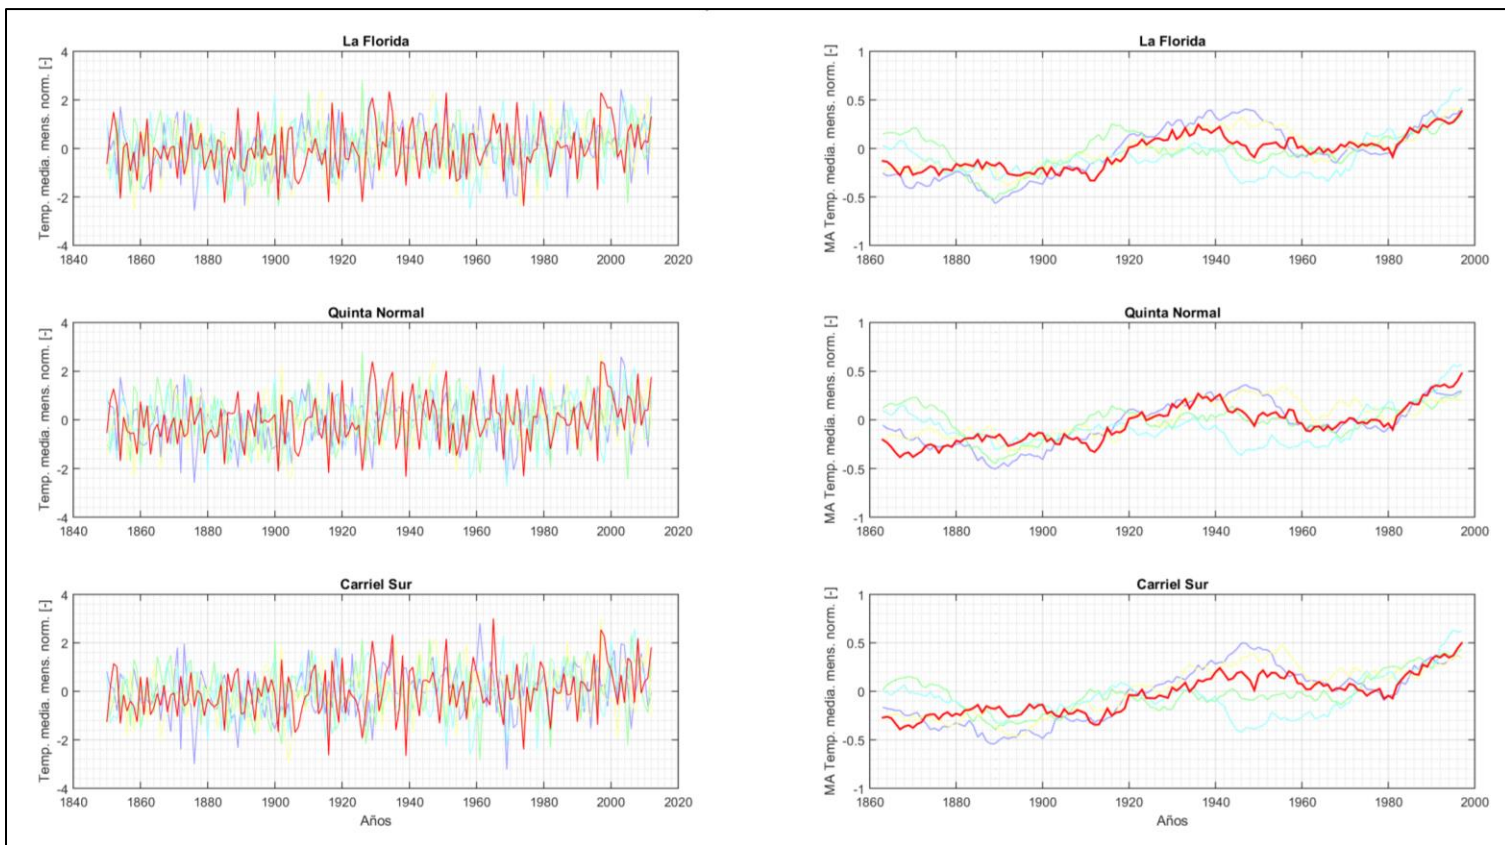 La Florida
Temp. media. mens. norm. [-]
4
2
0
-2
-4
1840 1860 1880 1900 1920 1940 1960 1980 2000 2020
La Florida
MA Temp. media. mens. norm. [-]
1
0.5
0
-0.5
-1
1860 1880 1900 1920 1940 1960 1980 2000
Quinta Normal
Temp. media. mens. norm. [-]
4
2
0
-2
-4
1840 1860 1880 1900 1920 1940 1960 1980 2000 2020
Quinta Normal
MA Temp. media. mens. norm. [-]
1
0.5
0
-0.5
-1
1860 1880 1900 1920 1940 1960 1980 2000
Carriel Sur
Temp. media. mens. norm. [-]
4
2
0
-2
-4
1840 1860 1880 1900 1920 1940 1960 1980 2000 2020
Años
Carriel Sur
MA Temp. media. mens. norm. [-]
1
0.5
0
-0.5
-1
1860 1880 1900 1920 1940 1960 1980 2000
Años